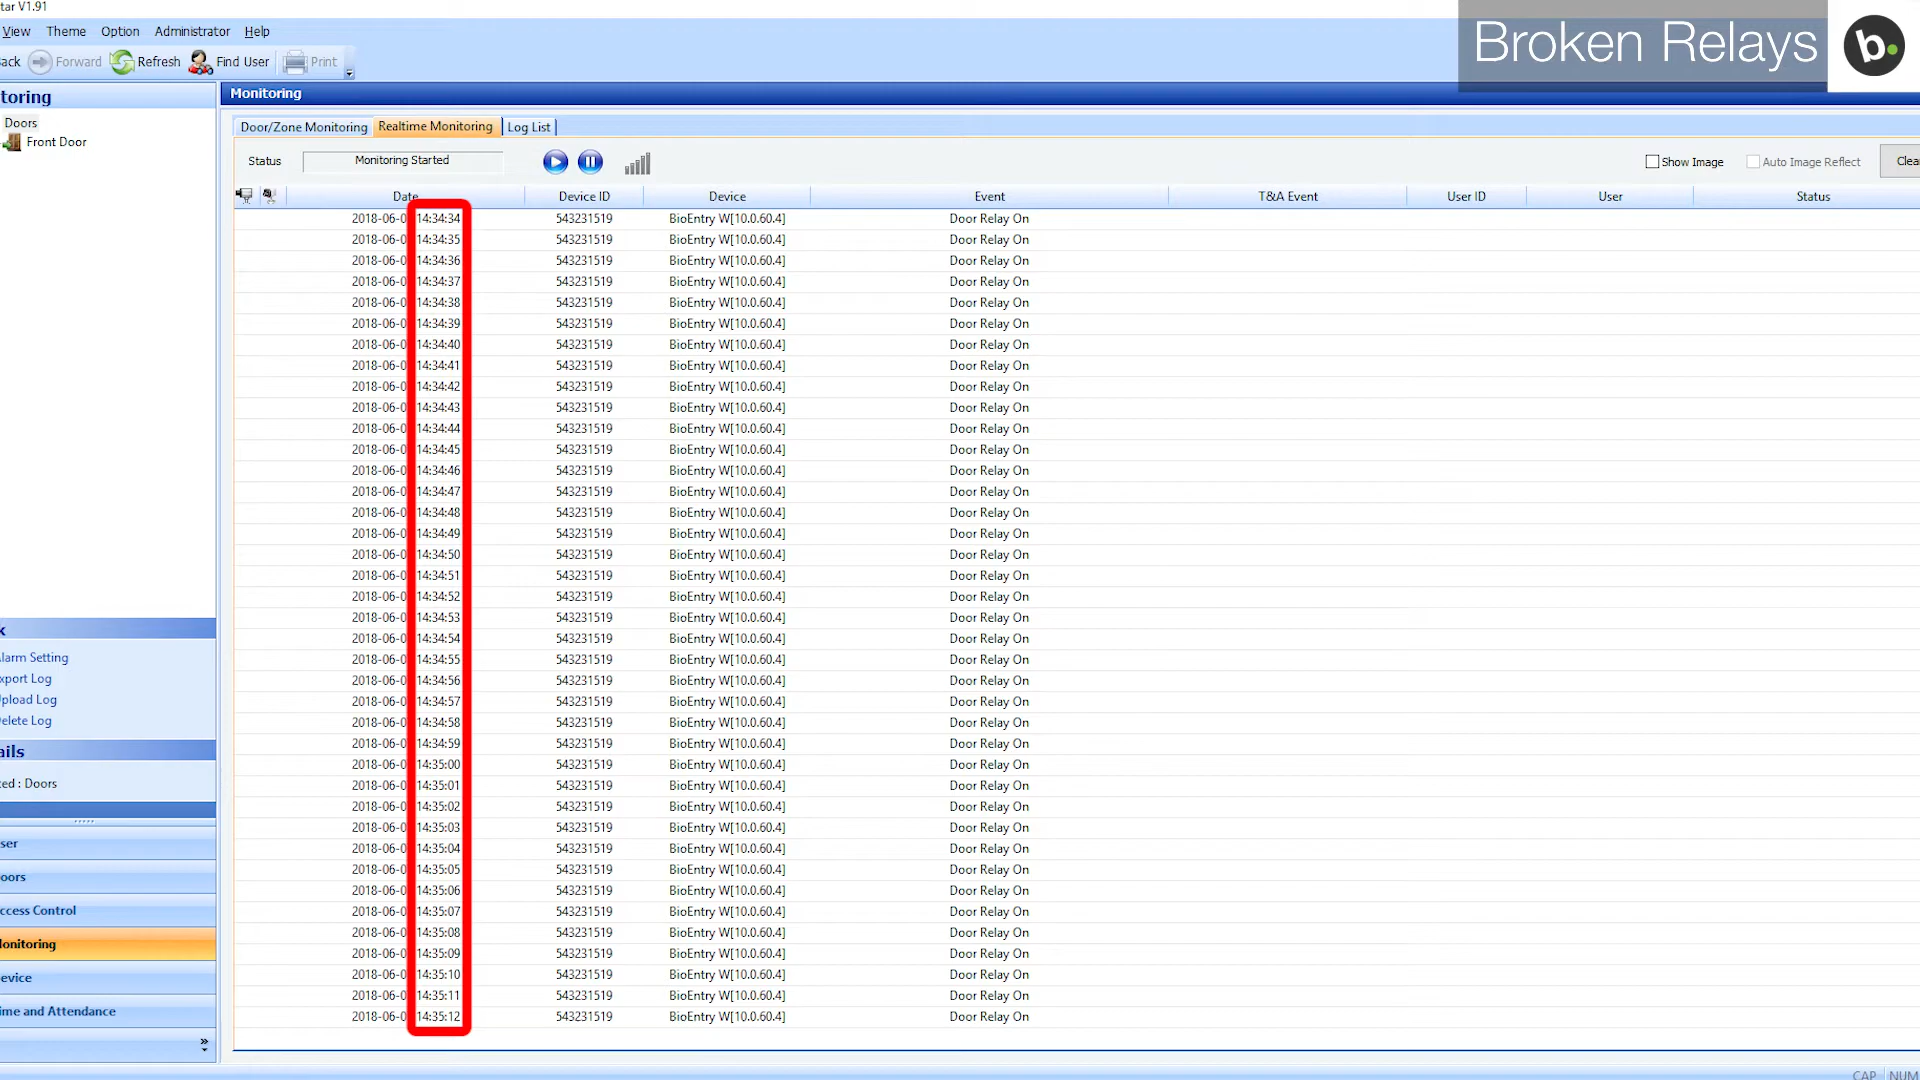 tar V1.91
View Theme Option Administrator Help
ack Forward Refresh Find User Print
Broken Relays
b.
toring
Doors
Front Door
Monitoring
Door/Zone Monitoring Realtime Monitoring Log List
Status Monitoring Started Show Image Auto Image Reflect Clea
Date Device ID Device Event T&A Event User ID User Status
2018-06-0 14:34:34 543231519 BioEntry W[10.0.60.4] Door Relay On
2018-06-0 14:34:35 543231519 BioEntry W[10.0.60.4] Door Relay On
2018-06-0 14:34:36 543231519 BioEntry W[10.0.60.4] Door Relay On
2018-06-0 14:34:37 543231519 BioEntry W[10.0.60.4] Door Relay On
2018-06-0 14:34:38 543231519 BioEntry W[10.0.60.4] Door Relay On
2018-06-0 14:34:39 543231519 BioEntry W[10.0.60.4] Door Relay On
2018-06-0 14:34:40 543231519 BioEntry W[10.0.60.4] Door Relay On
2018-06-0 14:34:41 543231519 BioEntry W[10.0.60.4] Door Relay On
2018-06-0 14:34:42 543231519 BioEntry W[10.0.60.4] Door Relay On
2018-06-0 14:34:43 543231519 BioEntry W[10.0.60.4] Door Relay On
2018-06-0 14:34:44 543231519 BioEntry W[10.0.60.4] Door Relay On
2018-06-0 14:34:45 543231519 BioEntry W[10.0.60.4] Door Relay On
2018-06-0 14:34:46 543231519 BioEntry W[10.0.60.4] Door Relay On
2018-06-0 14:34:47 543231519 BioEntry W[10.0.60.4] Door Relay On
2018-06-0 14:34:48 543231519 BioEntry W[10.0.60.4] Door Relay On
2018-06-0 14:34:49 543231519 BioEntry W[10.0.60.4] Door Relay On
2018-06-0 14:34:50 543231519 BioEntry W[10.0.60.4] Door Relay On
2018-06-0 14:34:51 543231519 BioEntry W[10.0.60.4] Door Relay On
2018-06-0 14:34:52 543231519 BioEntry W[10.0.60.4] Door Relay On
2018-06-0 14:34:53 543231519 BioEntry W[10.0.60.4] Door Relay On
2018-06-0 14:34:54 543231519 BioEntry W[10.0.60.4] Door Relay On
2018-06-0 14:34:55 543231519 BioEntry W[10.0.60.4] Door Relay On
2018-06-0 14:34:56 543231519 BioEntry W[10.0.60.4] Door Relay On
2018-06-0 14:34:57 543231519 BioEntry W[10.0.60.4] Door Relay On
2018-06-0 14:34:58 543231519 BioEntry W[10.0.60.4] Door Relay On
2018-06-0 14:34:59 543231519 BioEntry W[10.0.60.4] Door Relay On
2018-06-0 14:35:00 543231519 BioEntry W[10.0.60.4] Door Relay On
2018-06-0 14:35:01 543231519 BioEntry W[10.0.60.4] Door Relay On
2018-06-0 14:35:02 543231519 BioEntry W[10.0.60.4] Door Relay On
2018-06-0 14:35:03 543231519 BioEntry W[10.0.60.4] Door Relay On
2018-06-0 14:35:04 543231519 BioEntry W[10.0.60.4] Door Relay On
2018-06-0 14:35:05 543231519 BioEntry W[10.0.60.4] Door Relay On
2018-06-0 14:35:06 543231519 BioEntry W[10.0.60.4] Door Relay On
2018-06-0 14:35:07 543231519 BioEntry W[10.0.60.4] Door Relay On
2018-06-0 14:35:08 543231519 BioEntry W[10.0.60.4] Door Relay On
2018-06-0 14:35:09 543231519 BioEntry W[10.0.60.4] Door Relay On
2018-06-0 14:35:10 543231519 BioEntry W[10.0.60.4] Door Relay On
2018-06-0 14:35:11 543231519 BioEntry W[10.0.60.4] Door Relay On
2018-06-0 14:35:12 543231519 BioEntry W[10.0.60.4] Door Relay On
k
larm Setting
xport Log
pload Log
elete Log
ails
ted : Doors
ser
oors
ccess Control
onitoring
evice
ime and Attendance
CAP NUM